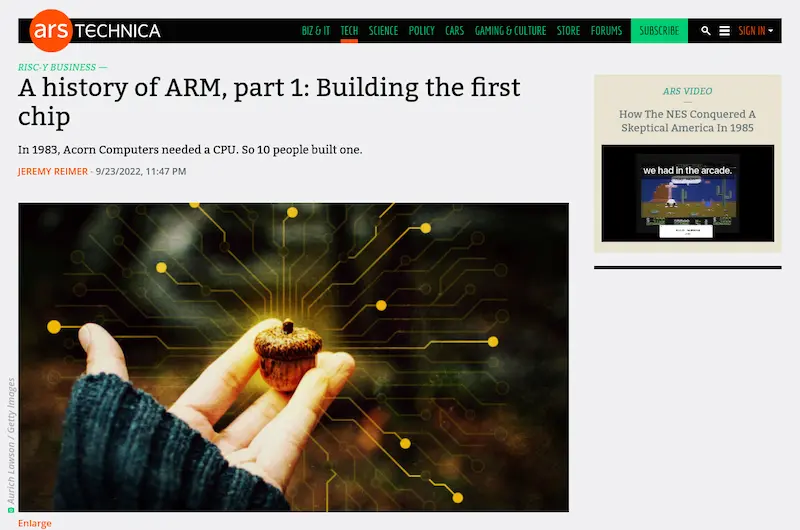 ars TECHNICA
BIZ & IT TECH SCIENCE POLICY CARS GAMING & CULTURE STORE FORUMS SUBSCRIBE SIGN IN
RISC-Y BUSINESS —
A history of ARM, part 1: Building the first
chip
In 1983, Acorn Computers needed a CPU. So 10 people built one.
JEREMY REIMER - 9/23/2022, 11:47 PM
Aurich Lawson / Getty Images
Enlarge
ARS VIDEO
How The NES Conquered A
Skeptical America In 1985
we had in the arcade.